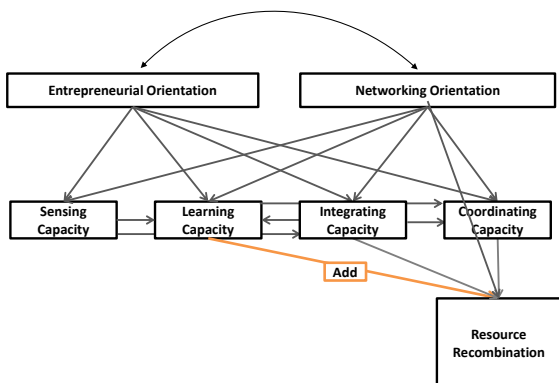 Entrepreneurial Orientation
Networking Orientation
Sensing
Capacity
Learning
Capacity
Integrating
Capacity
Coordinating
Capacity
Add
Resource
Recombination